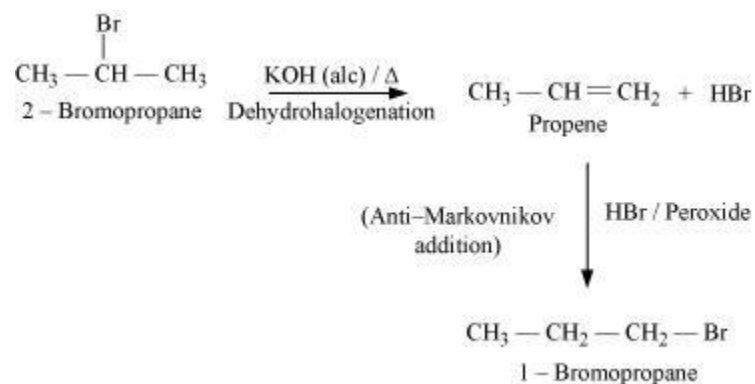 Br
CH₃ — CH — CH₃
2 – Bromopropane
KOH (alc) / Δ
Dehydrohalogenation
CH₃ — CH = CH₂ + HBr
Propene
(Anti–Markovnikov
addition)
HBr / Peroxide
CH₃ — CH₂ — CH₂ — Br
1 – Bromopropane